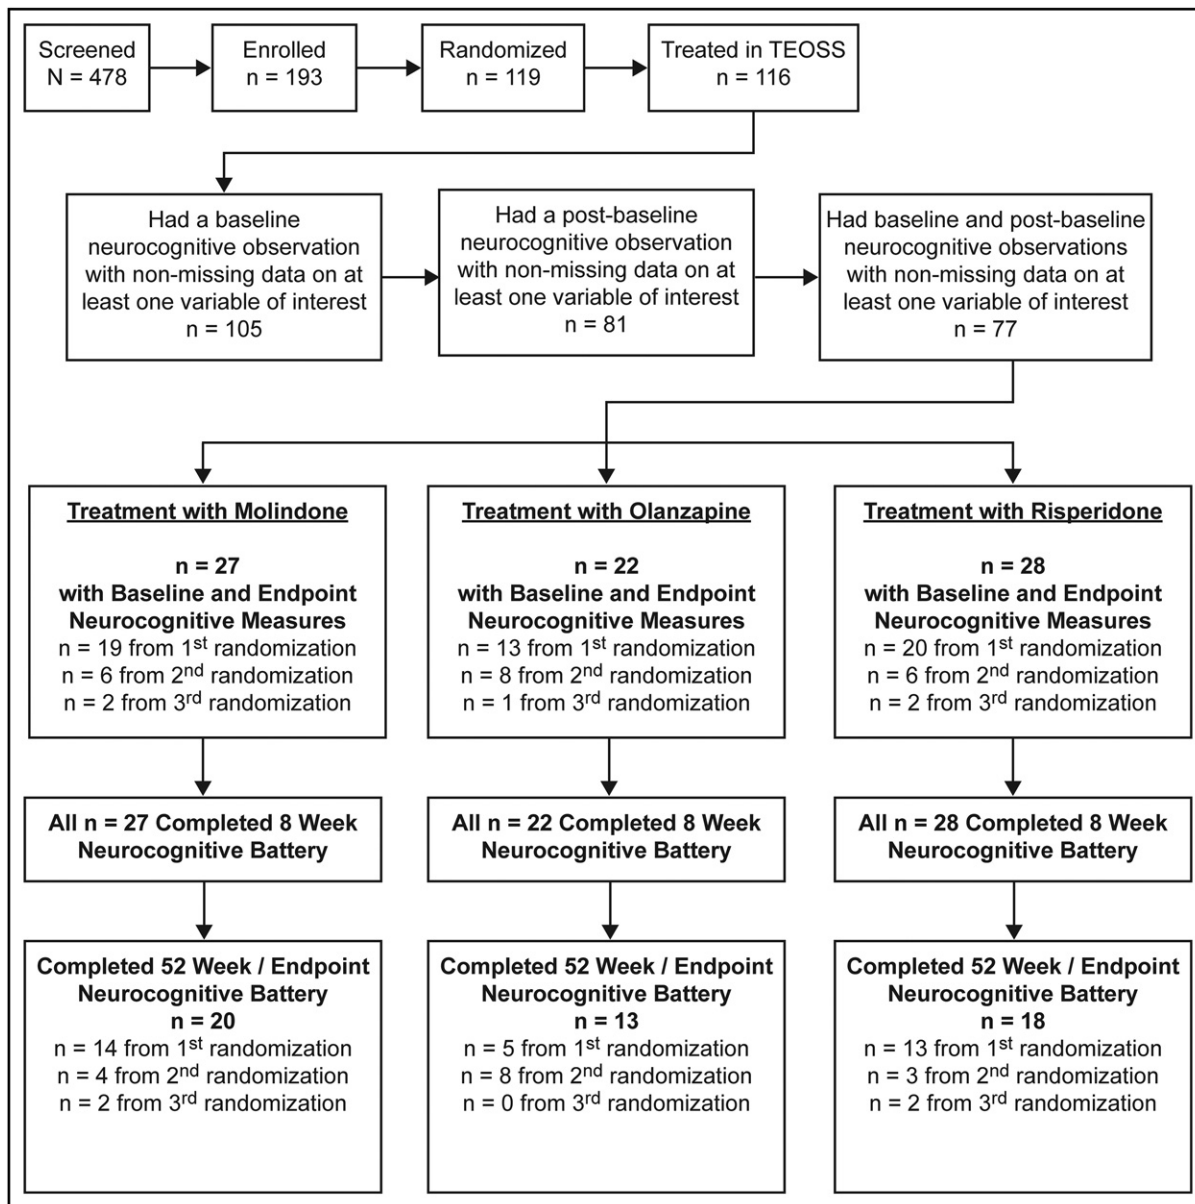 Screened
N = 478
Enrolled
n = 193
Randomized
n = 119
Treated in TEOSS
n = 116
Had a baseline
neurocognitive observation
with non-missing data on at
least one variable of interest
n = 105
Had a post-baseline
neurocognitive observation
with non-missing data on at
least one variable of interest
n = 81
Had baseline and post-baseline
neurocognitive observations
with non-missing data on at
least one variable of interest
n = 77
Treatment with Molindone
n = 27
with Baseline and Endpoint
Neurocognitive Measures
n = 19 from 1st randomization
n = 6 from 2nd randomization
n = 2 from 3rd randomization
Treatment with Olanzapine
n = 22
with Baseline and Endpoint
Neurocognitive Measures
n = 13 from 1st randomization
n = 8 from 2nd randomization
n = 1 from 3rd randomization
Treatment with Risperidone
n = 28
with Baseline and Endpoint
Neurocognitive Measures
n = 20 from 1st randomization
n = 6 from 2nd randomization
n = 2 from 3rd randomization
All n = 27 Completed 8 Week
Neurocognitive Battery
All n = 22 Completed 8 Week
Neurocognitive Battery
All n = 28 Completed 8 Week
Neurocognitive Battery
Completed 52 Week / Endpoint
Neurocognitive Battery
n = 20
n = 14 from 1st randomization
n = 4 from 2nd randomization
n = 2 from 3rd randomization
Completed 52 Week / Endpoint
Neurocognitive Battery
n = 13
n = 5 from 1st randomization
n = 8 from 2nd randomization
n = 0 from 3rd randomization
Completed 52 Week / Endpoint
Neurocognitive Battery
n = 18
n = 13 from 1st randomization
n = 3 from 2nd randomization
n = 2 from 3rd randomization